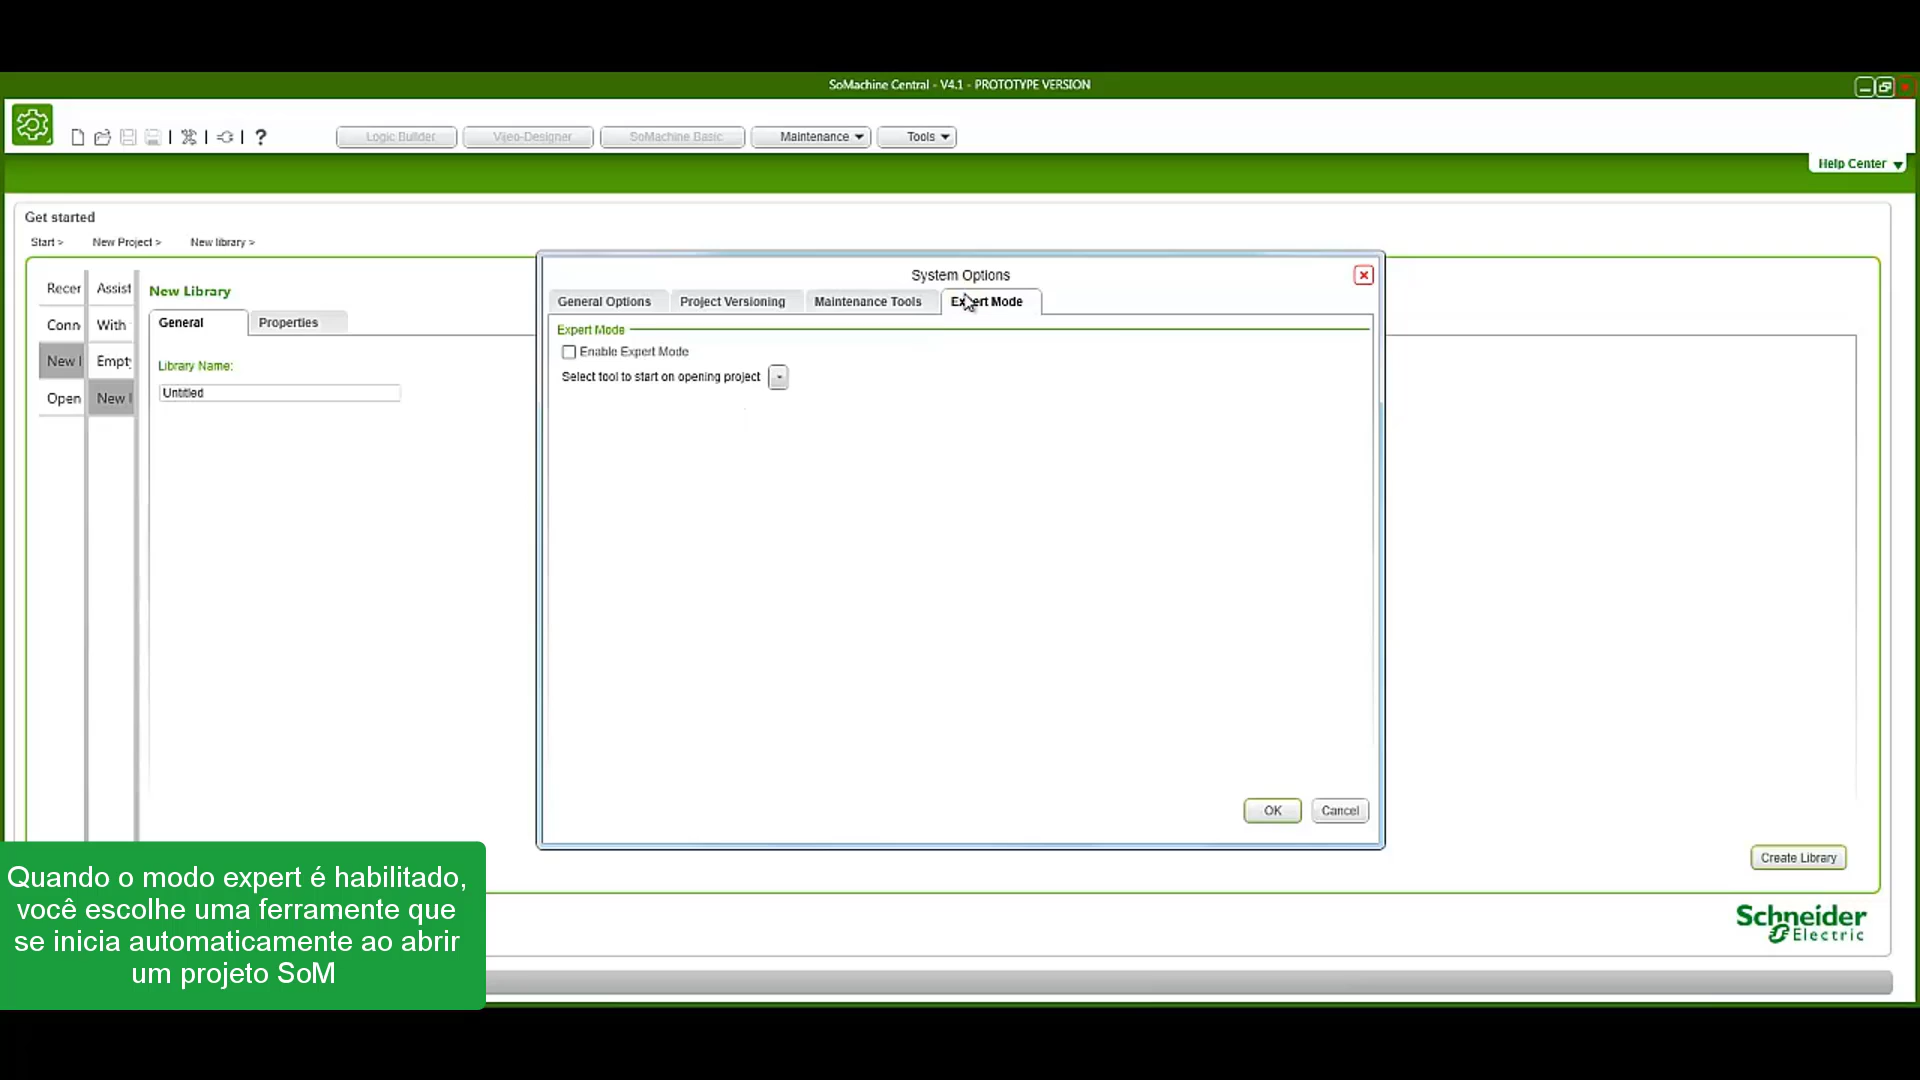 SoMachine Central - V4.1 - PROTOTYPE VERSION
Logic Builder Vijeo-Designer SoMachine Basic Maintenance Tools
?
Help Center
Get started
Start > New Project > New library >
Recer Assist New Library
Conn With General Properties
New I Empt Library Name:
Open New I Untitled
System Options
General Options Project Versioning Maintenance Tools Expert Mode
Expert Mode
Enable Expert Mode
Select tool to start on opening project
OK Cancel
Create Library
Quando o modo expert é habilitado,
você escolhe uma ferramente que
se inicia automaticamente ao abrir
um projeto SoM
Schneider
Electric